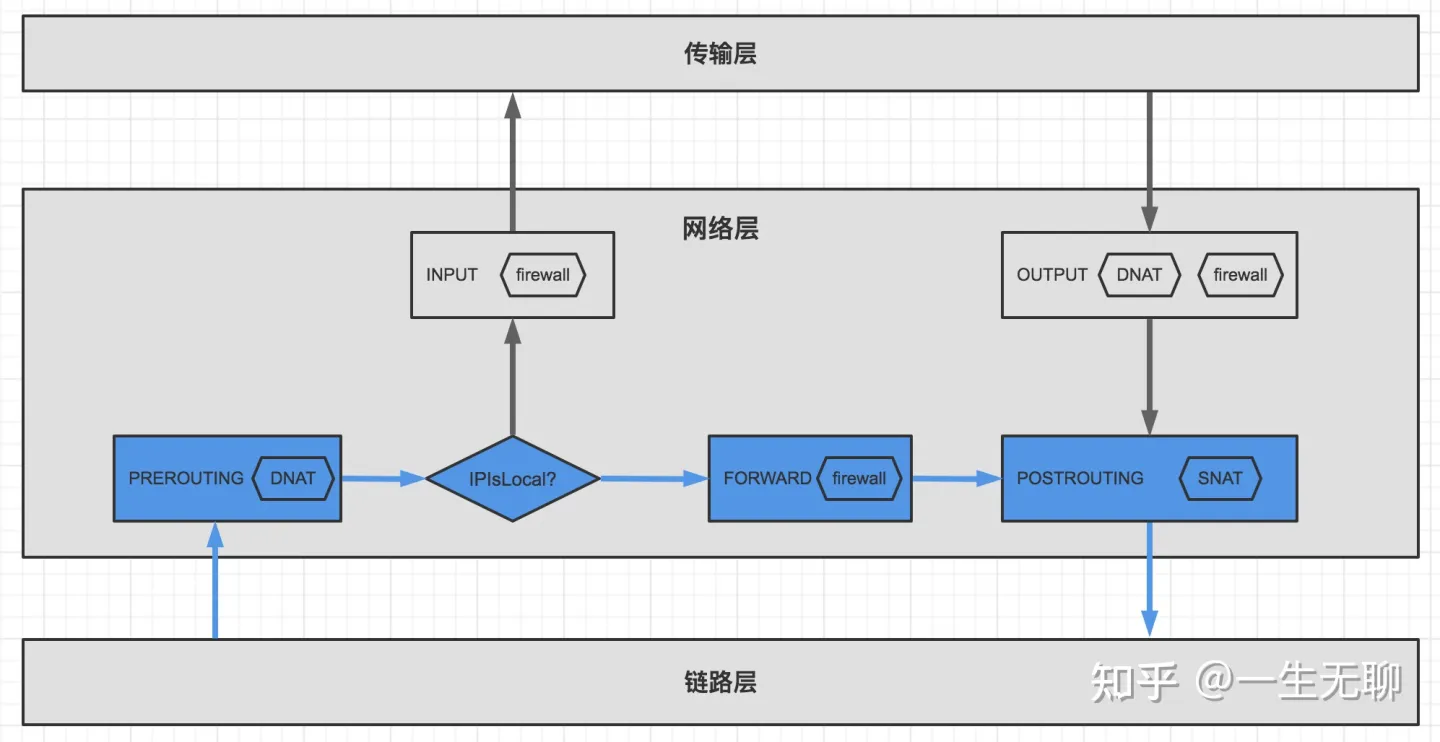 传输层
网络层
INPUT firewall
OUTPUT DNAT firewall
PREROUTING DNAT
IPIsLocal?
FORWARD firewall
POSTROUTING SNAT
链路层
知乎 @一生无聊